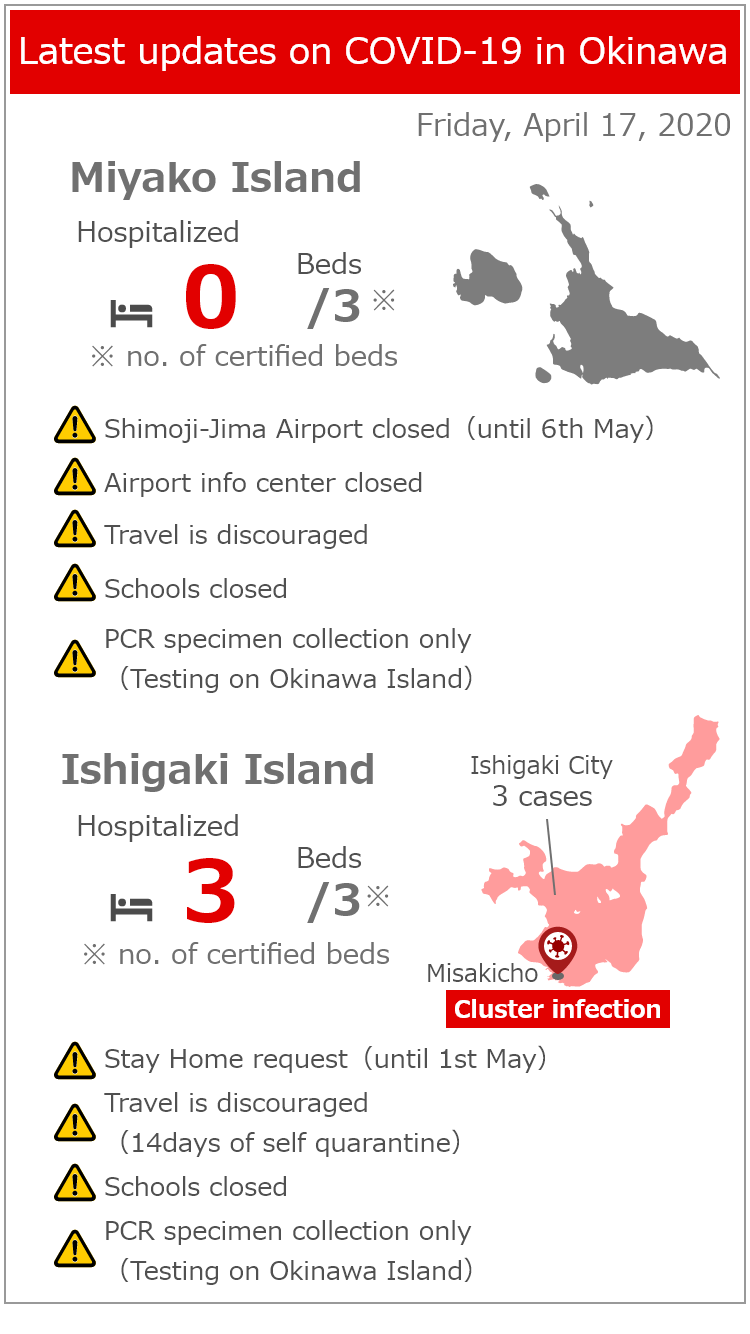 Latest updates on COVID-19 in Okinawa
Friday, April 17, 2020
Miyako Island
Hospitalized
Beds
0
/3 ※
※ no. of certified beds
Shimoji-Jima Airport closed（until 6th May）
Airport info center closed
Travel is discouraged
Schools closed
PCR specimen collection only
（Testing on Okinawa Island）
Ishigaki Island
Ishigaki City
3 cases
Hospitalized
Beds
3
/3※
※ no. of certified beds
Misakicho
Cluster infection
Stay Home request（until 1st May）
Travel is discouraged
（14days of self quarantine）
Schools closed
PCR specimen collection only
（Testing on Okinawa Island）